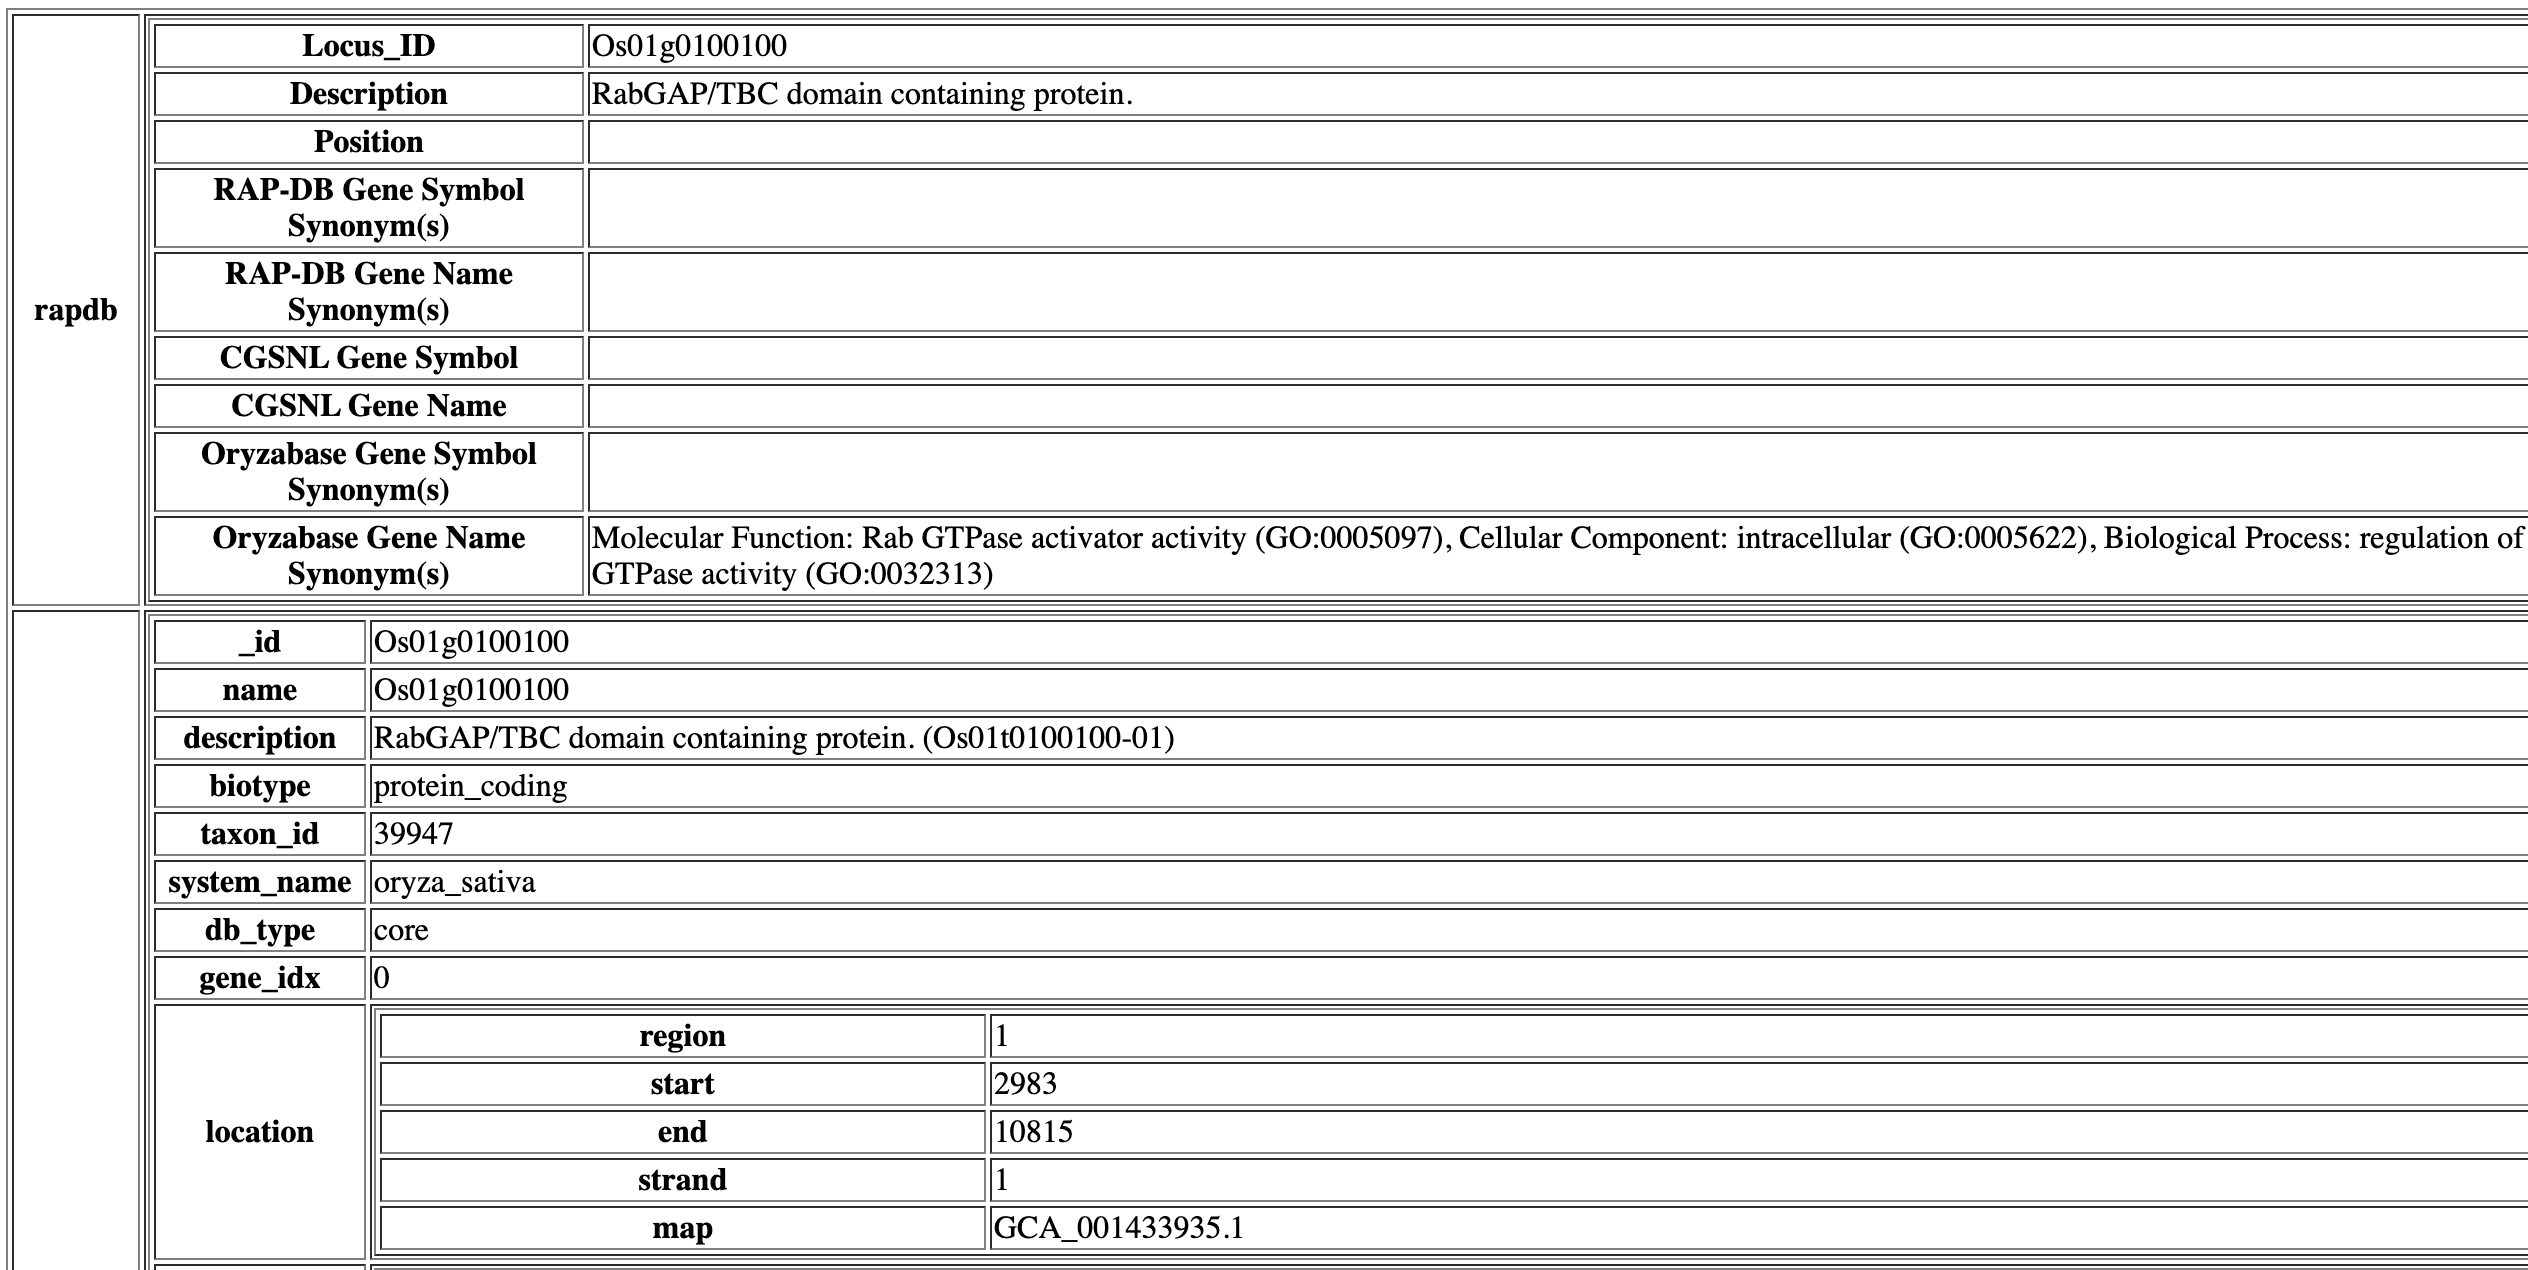 rapdb
Locus_ID Os01g0100100
Description RabGAP/TBC domain containing protein.
Position
RAP-DB Gene Symbol
Synonym(s)
RAP-DB Gene Name
Synonym(s)
CGSNL Gene Symbol
CGSNL Gene Name
Oryzabase Gene Symbol
Synonym(s)
Oryzabase Gene Name
Synonym(s)
Molecular Function: Rab GTPase activator activity (GO:0005097), Cellular Component: intracellular (GO:0005622), Biological Process: regulation of
GTPase activity (GO:0032313)
_id Os01g0100100
name Os01g0100100
description RabGAP/TBC domain containing protein. (Os01t0100100-01)
biotype protein_coding
taxon_id 39947
system_name oryza_sativa
db_type core
gene_idx 0
location
region 1
start 2983
end 10815
strand 1
map GCA_001433935.1